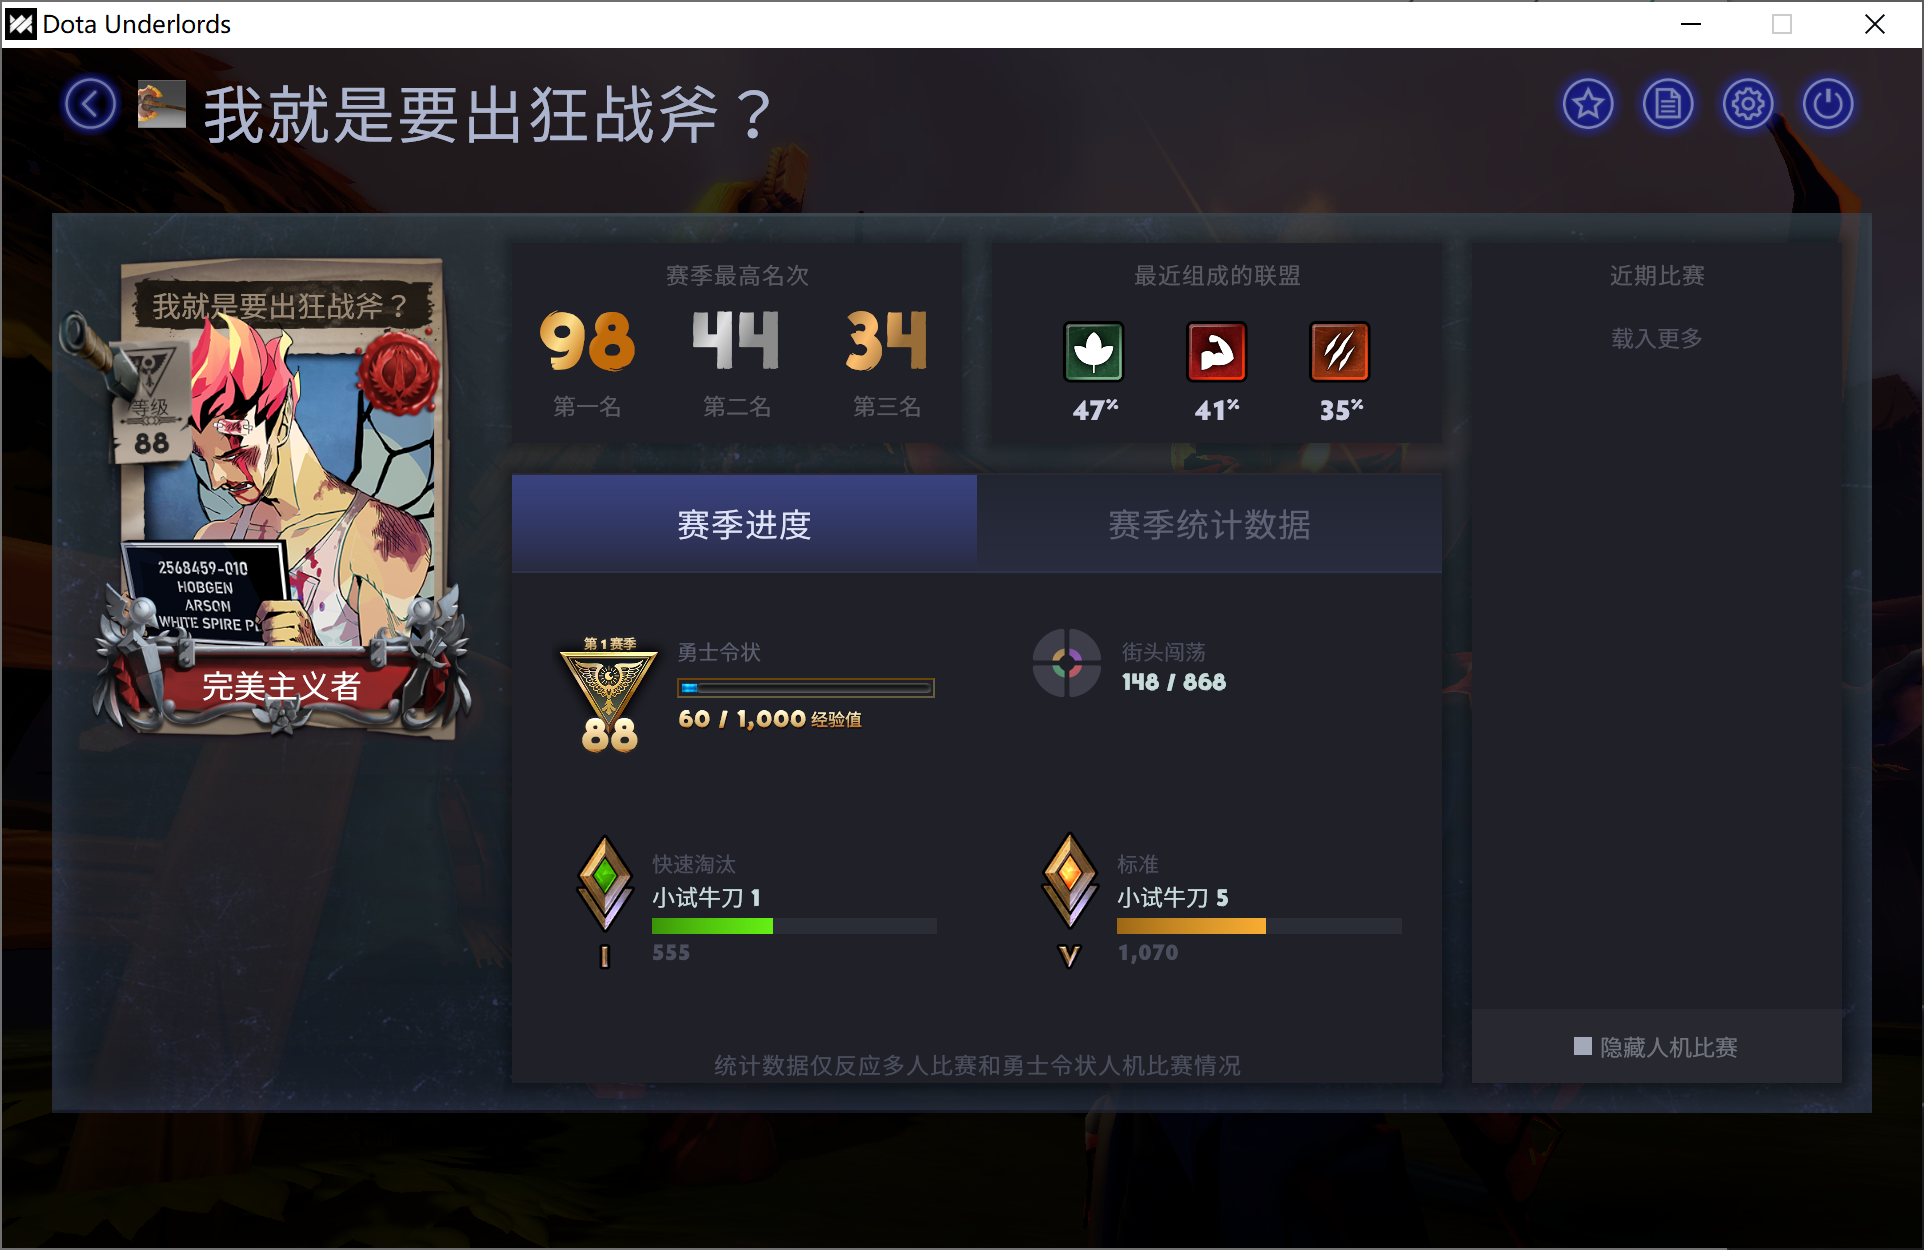 Dota Underlords
我就是要出狂战斧？
我就是要出狂战斧？
等级
88
2568459-010
HOBGEN
ARSON
WHITE SPIRE P
完美主义者
赛季最高名次
98 44 34
第一名 第二名 第三名
最近组成的联盟
47% 41% 35%
近期比赛
载入更多
赛季进度 赛季统计数据
第1赛季
88
勇士令状
60 / 1,000 经验值
街头闯荡
148 / 868
快速淘汰
小试牛刀 1
I
555
标准
小试牛刀 5
V
1,070
统计数据仅反应多人比赛和勇士令状人机比赛情况
隐藏人机比赛